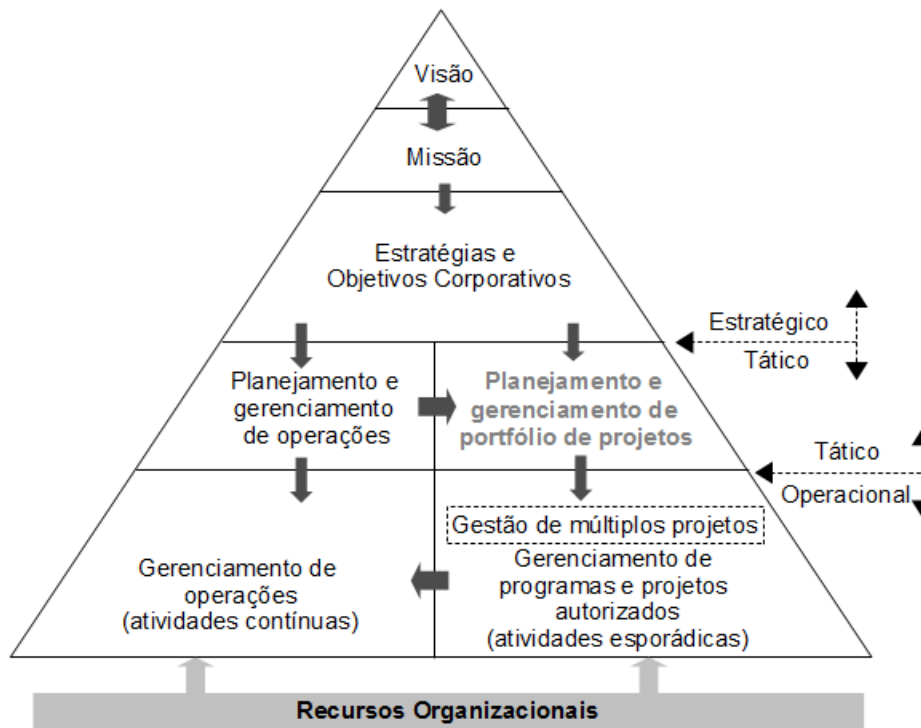 Visão
Missão
Estratégias e
Objetivos Corporativos
Estratégico
Tático
Planejamento e
gerenciamento
de operações
Planejamento e
gerenciamento de
portfólio de projetos
Tático
Operacional
Gestão de múltiplos projetos
Gerenciamento de
operações
(atividades contínuas)
Gerenciamento de
programas e projetos
autorizados
(atividades esporádicas)
Recursos Organizacionais